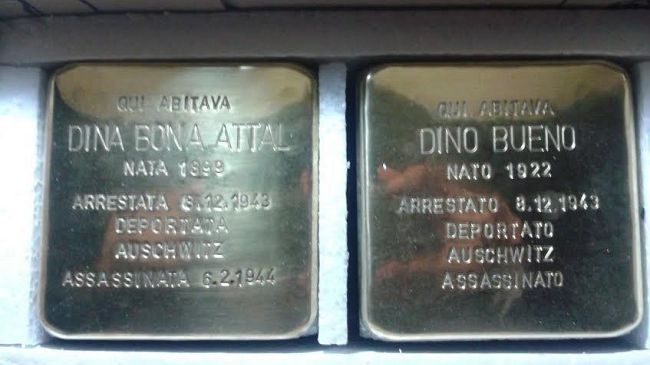 QUI ABITAVA
DINA BONA ATTAL
NATA 1899
ARRESTATA 8.12.1943
DEPORTATA
AUSCHWITZ
ASSASSINATA 6.2.1944
QUI ABITAVA
DINO BUENO
NATO 1922
ARRESTATO 8.12.1943
DEPORTATO
AUSCHWITZ
ASSASSINATO